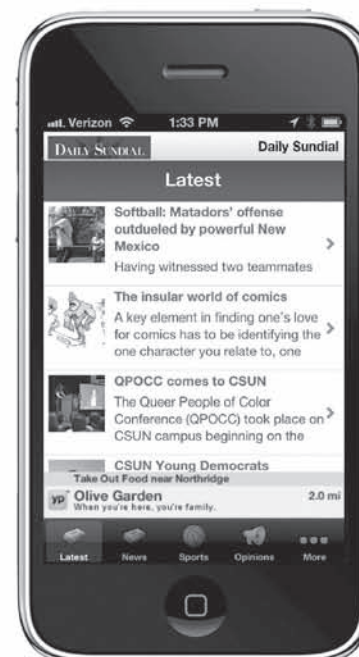 Verizon 1:33 PM
DAILY SUNDIAL Daily Sundial
Latest
Softball: Matadors' offense
outdueled by powerful New
Mexico
Having witnessed two teammates
The insular world of comics
A key element in finding one's love
for comics has to be identifying the
one character you relate to, one
QPOCC comes to CSUN
The Queer People of Color
Conference (QPOCC) took place on
CSUN campus beginning on the
CSUN Young Democrats
Take Out Food near Northridge
yp Olive Garden 2.0 mi
When you're here, you're family.
Latest News Sports Opinions More